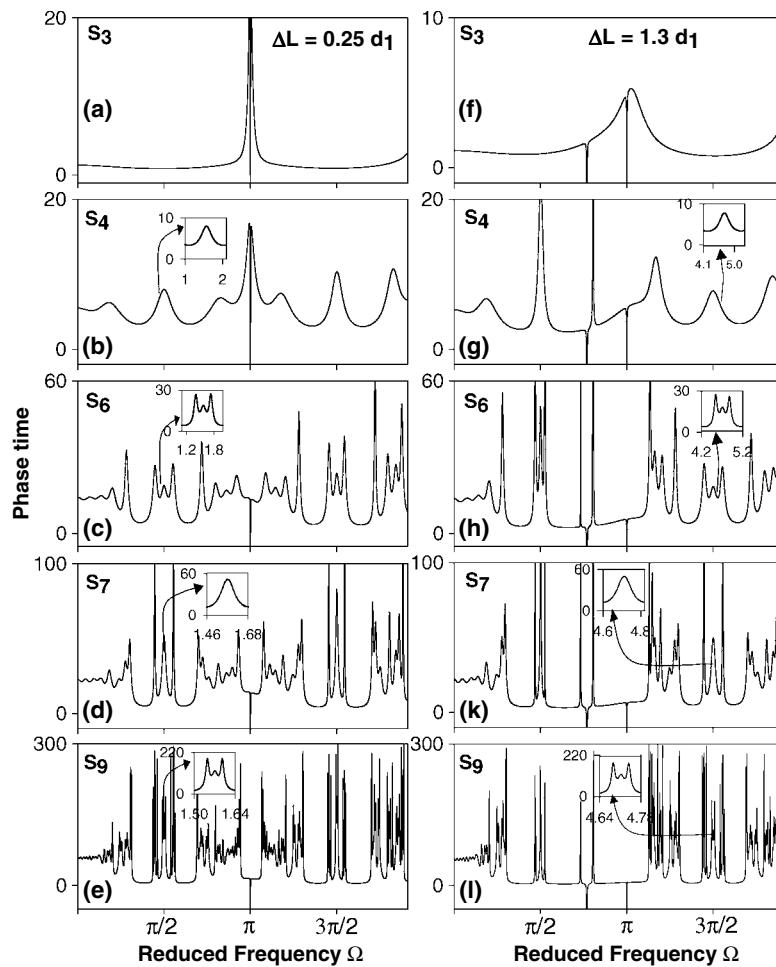 Phase time
20
S3
ΔL = 0.25 d1
(a)
0
10
S3
ΔL = 1.3 d1
(f)
0
20
S4
10
0
1
2
(b)
0
20
S4
10
0
4.1
5.0
(g)
0
60
S6
30
0
1.2
1.8
(c)
0
60
S6
30
0
4.2
5.2
(h)
0
100
S7
60
0
1.46
1.68
(d)
0
100
S7
60
0
4.6
4.8
(k)
0
300
S9
220
0
1.50
1.64
(e)
0
300
S9
220
0
4.64
4.78
(l)
0
π/2
π
3π/2
Reduced Frequency Ω
π/2
π
3π/2
Reduced Frequency Ω